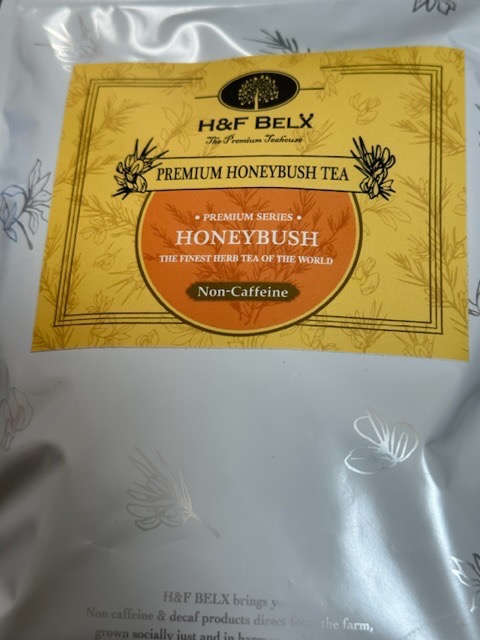 H&F BELX
The Premium Teahouse
PREMIUM HONEYBUSH TEA
• PREMIUM SERIES •
HONEYBUSH
THE FINEST HERB TEA OF THE WORLD
Non-Caffeine
H&F BELX brings
Non caffeine & decaf products direct from the farm,
grown socially just and in